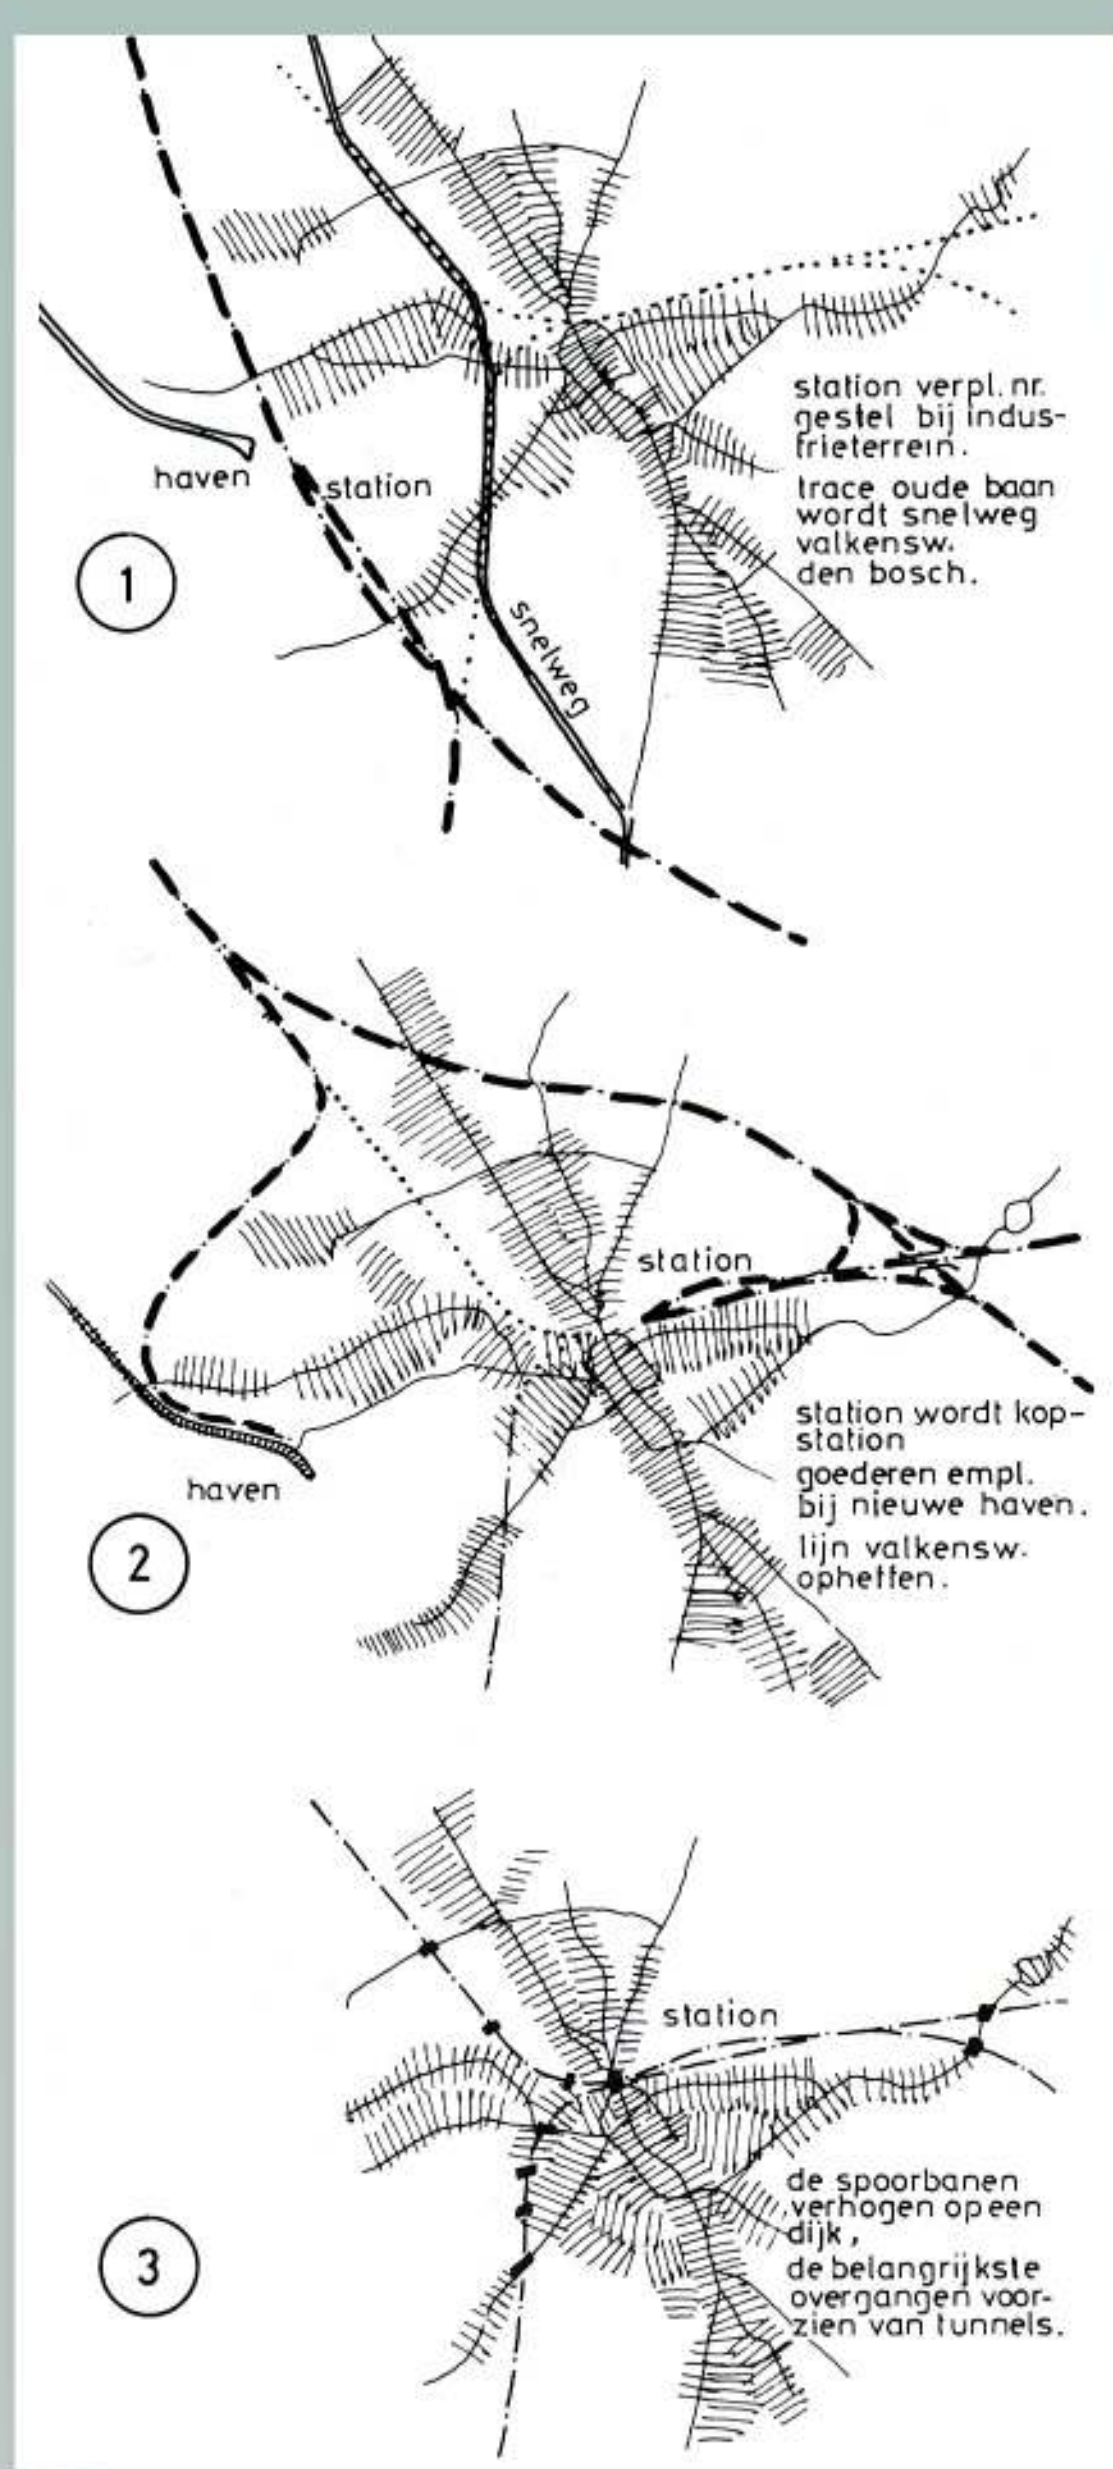 station verpl. nr.
gestel bij indus-
trieterrein.
trace oude baan
wordt snelweg
valkensw.
den bosch.
haven
station
snelweg
1
station
station wordt kop-
station
goederen empl.
bij nieuwe haven.
lijn valkensw.
opheffen.
haven
2
station
de spoorbanen
verhogen op een
dijk,
de belangrijkste
overgangen voor-
zien van tunnels.
3